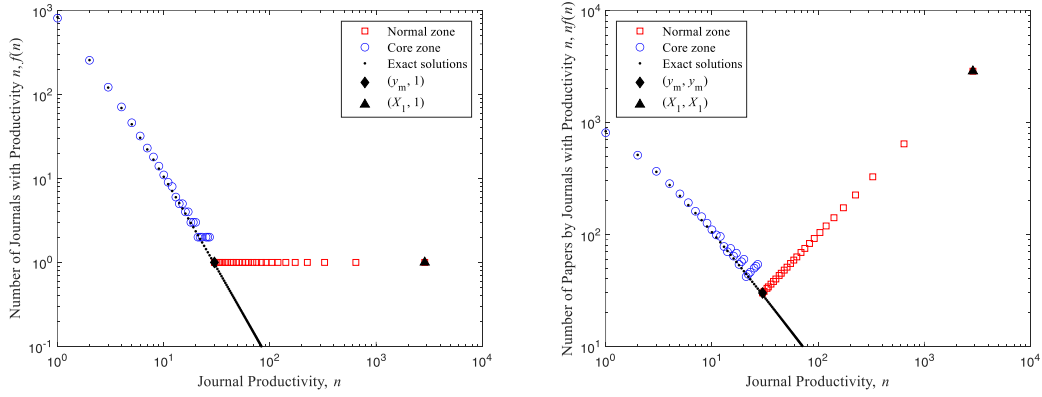 Number of Journals with Productivity n, f(n)
10^3
10^2
10^1
10^0
10^-1
10^0 10^1 10^2 10^3 10^4
Journal Productivity, n
Normal zone
Core zone
Exact solutions
(y_m, 1)
(X_1, 1)
Number of Papers by Journals with Productivity n, nf(n)
10^4
10^3
10^2
10^1
10^0 10^1 10^2 10^3 10^4
Journal Productivity, n
Normal zone
Core zone
Exact solutions
(y_m, y_m)
(X_1, X_1)